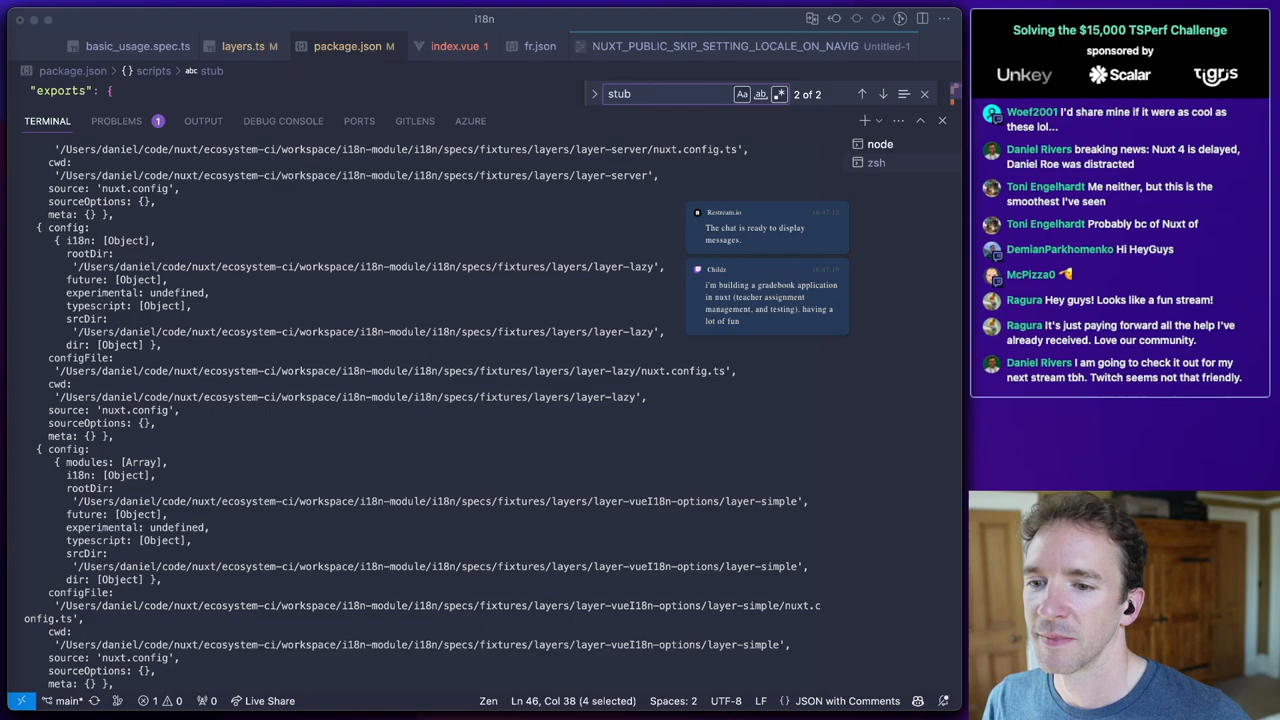 i18n
basic_usage.spec.ts
layers.ts M
package.json M
index.vue 1
fr.json
NUXT_PUBLIC_SKIP_SETTING_LOCALE_ON_NAVIG Untitled-1
package.json > {} scripts > abc stub
"exports": {
stub
Aa ab 2 of 2
TERMINAL PROBLEMS 1 OUTPUT DEBUG CONSOLE PORTS GITLENS AZURE
node
zsh
'/Users/daniel/code/nuxt/ecosystem-ci/workspace/i18n-module/i18n/specs/fixtures/layers/layer-server/nuxt.config.ts',
cwd:
'/Users/daniel/code/nuxt/ecosystem-ci/workspace/i18n-module/i18n/specs/fixtures/layers/layer-server',
source: 'nuxt.config',
sourceOptions: {},
meta: {} },
{ config:
{ i18n: [Object],
rootDir:
'/Users/daniel/code/nuxt/ecosystem-ci/workspace/i18n-module/i18n/specs/fixtures/layers/layer-lazy',
future: [Object],
experimental: undefined,
typescript: [Object],
srcDir:
'/Users/daniel/code/nuxt/ecosystem-ci/workspace/i18n-module/i18n/specs/fixtures/layers/layer-lazy',
dir: [Object] },
configFile:
'/Users/daniel/code/nuxt/ecosystem-ci/workspace/i18n-module/i18n/specs/fixtures/layers/layer-lazy/nuxt.config.ts',
cwd:
'/Users/daniel/code/nuxt/ecosystem-ci/workspace/i18n-module/i18n/specs/fixtures/layers/layer-lazy',
source: 'nuxt.config',
sourceOptions: {},
meta: {} },
{ config:
{ modules: [Array],
i18n: [Object],
rootDir:
'/Users/daniel/code/nuxt/ecosystem-ci/workspace/i18n-module/i18n/specs/fixtures/layers/layer-vueI18n-options/layer-simple',
future: [Object],
experimental: undefined,
typescript: [Object],
srcDir:
'/Users/daniel/code/nuxt/ecosystem-ci/workspace/i18n-module/i18n/specs/fixtures/layers/layer-vueI18n-options/layer-simple',
dir: [Object] },
configFile:
'/Users/daniel/code/nuxt/ecosystem-ci/workspace/i18n-module/i18n/specs/fixtures/layers/layer-vueI18n-options/layer-simple/nuxt.c
onfig.ts',
cwd:
'/Users/daniel/code/nuxt/ecosystem-ci/workspace/i18n-module/i18n/specs/fixtures/layers/layer-vueI18n-options/layer-simple',
source: 'nuxt.config',
sourceOptions: {},
meta: {} },
Restream.io 16:47:12
The chat is ready to display
messages.
Childz 16:47:19
i'm building a gradebook application
in nuxt (teacher assignment
management, and testing). having a
lot of fun
main* 1 0 0 Live Share Zen Ln 46, Col 38 (4 selected) Spaces: 2 UTF-8 LF {} JSON with Comments
Solving the $15,000 TSPerf Challenge
sponsored by
Unkey Scalar tigris
Woef2001 I'd share mine if it were as cool as
these lol...
Daniel Rivers breaking news: Nuxt 4 is delayed,
Daniel Roe was distracted
Toni Engelhardt Me neither, but this is the
smoothest I've seen
Toni Engelhardt Probably bc of Nuxt of
DemianParkhomenko Hi HeyGuys
McPizza0
Ragura Hey guys! Looks like a fun stream!
Ragura It's just paying forward all the help I've
already received. Love our community.
Daniel Rivers I am going to check it out for my
next stream tbh. Twitch seems not that friendly.